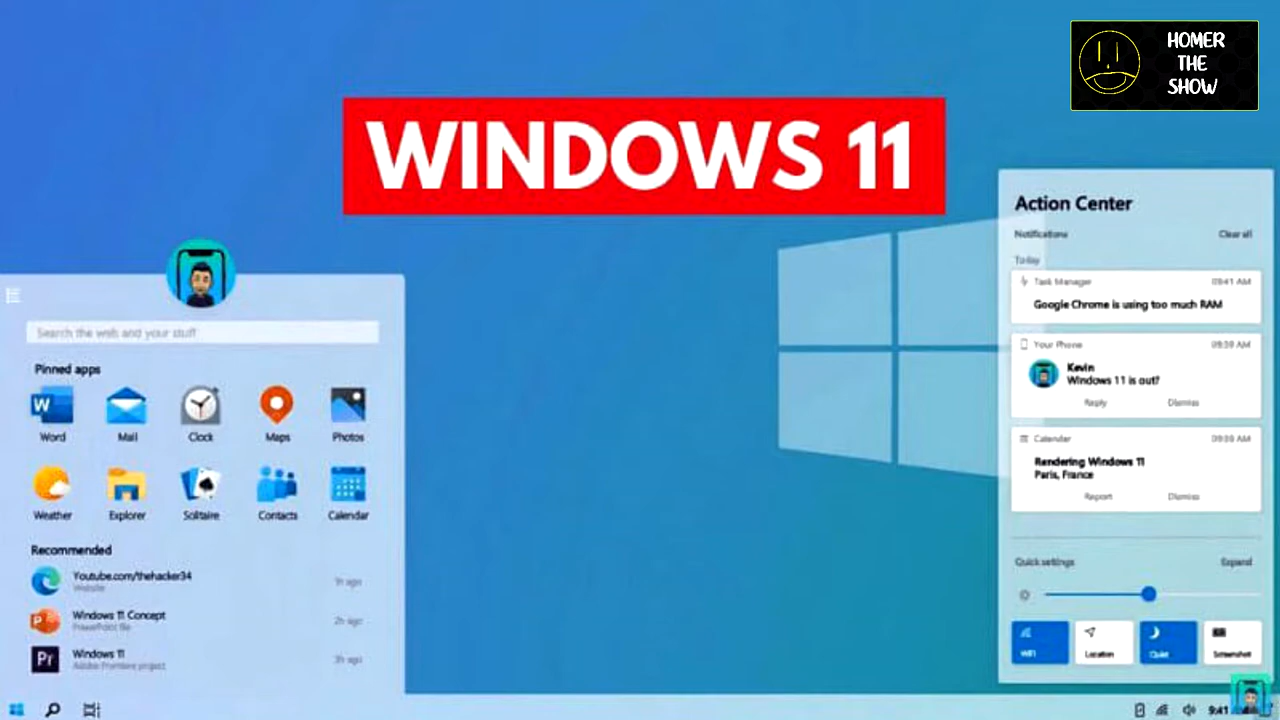 HOMER
THE
SHOW
WINDOWS 11
Search the web and your stuff
Pinned apps
Word Mail Clock Maps Photos
Weather Explorer Solitaire Contacts Calendar
Recommended
Youtube.com/thehacker34 1h ago
Website
Windows 11 Concept 2h ago
PowerPoint file
Windows 11 3h ago
Adobe Premiere project
Action Center
Notifications Clear all
Today
Task Manager 09:41 AM
Google Chrome is using too much RAM
Your Phone 09:39 AM
Kevin
Windows 11 is out?
Reply Dismiss
Calendar
Rendering Windows 11
Paris, France
Report Dismiss
Quick settings Expand
WiFi Location Quiet Screenshot
9:41